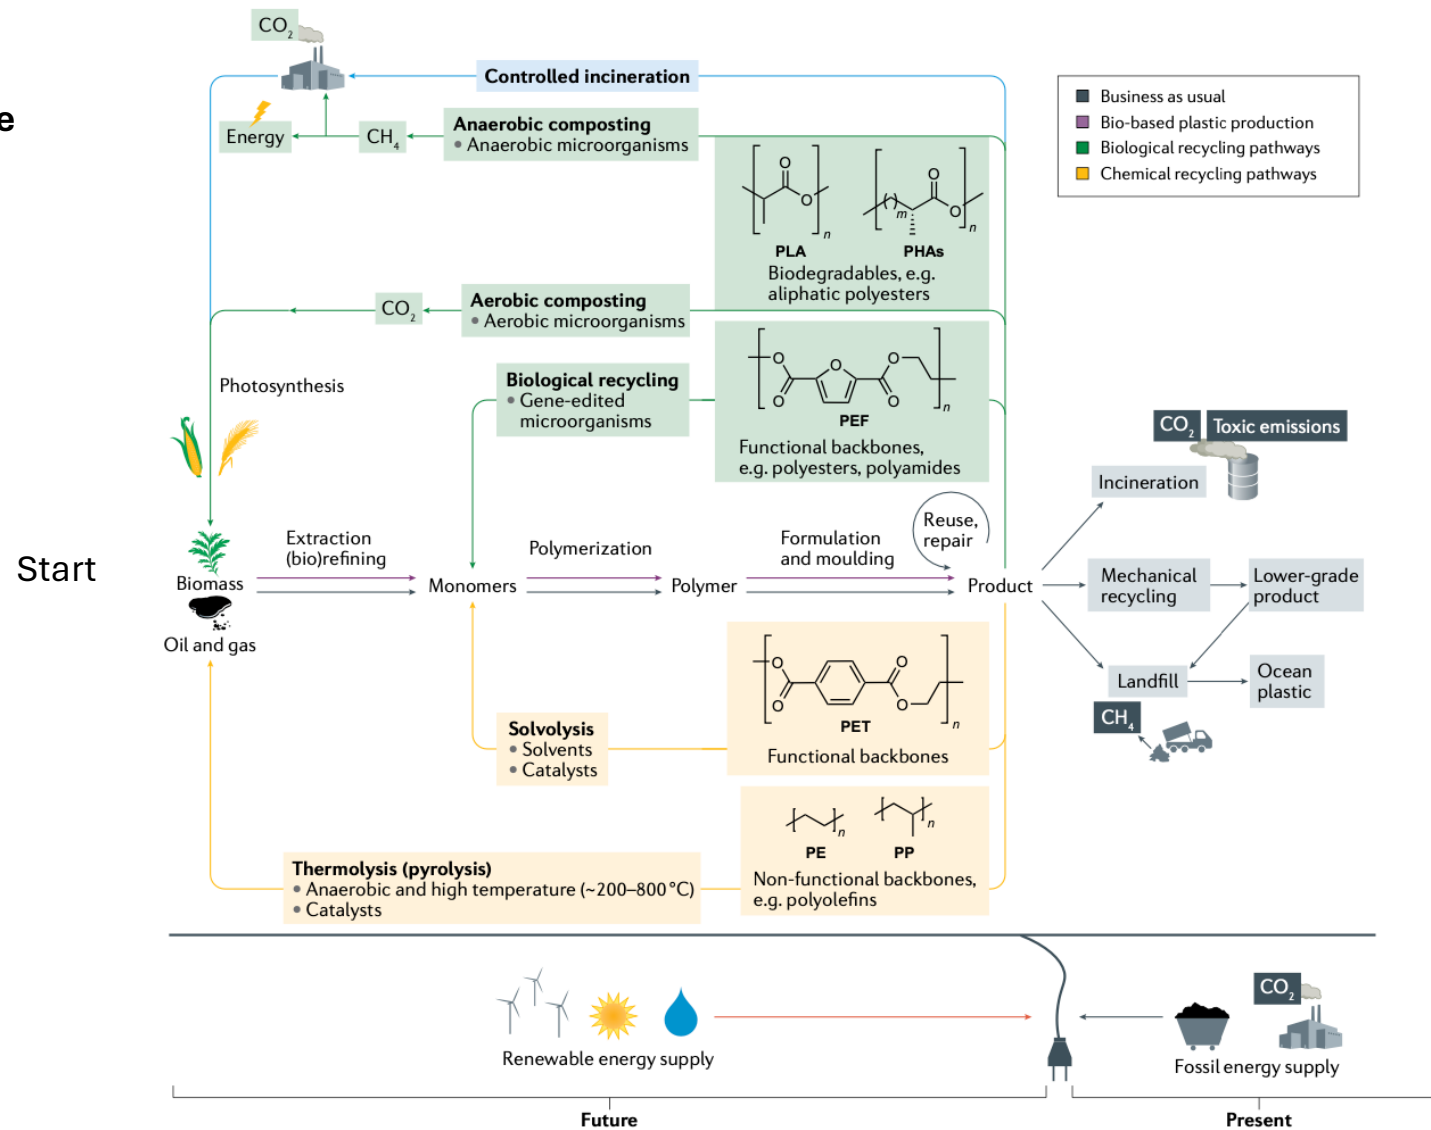 CO₂
e
Controlled incineration
Energy
CH₄
Anaerobic composting
• Anaerobic microorganisms
Business as usual
Bio-based plastic production
Biological recycling pathways
Chemical recycling pathways
O
O
n
PLA
m
O
O
n
PHAs
Biodegradables, e.g.
aliphatic polyesters
CO₂
Aerobic composting
• Aerobic microorganisms
Photosynthesis
Biological recycling
• Gene-edited
microorganisms
O
O
O
O
O
n
PEF
Functional backbones,
e.g. polyesters, polyamides
CO₂
Toxic emissions
Incineration
Start
Biomass
Oil and gas
Extraction
(bio)refining
Monomers
Polymerization
Polymer
Formulation
and moulding
Reuse,
repair
Product
Mechanical
recycling
Lower-grade
product
Landfill
Ocean
plastic
CH₄
O
O
O
O
n
PET
Functional backbones
Solvolysis
• Solvents
• Catalysts
n
PE
n
PP
Non-functional backbones,
e.g. polyolefins
Thermolysis (pyrolysis)
• Anaerobic and high temperature (~200–800 °C)
• Catalysts
Renewable energy supply
CO₂
Fossil energy supply
Future
Present